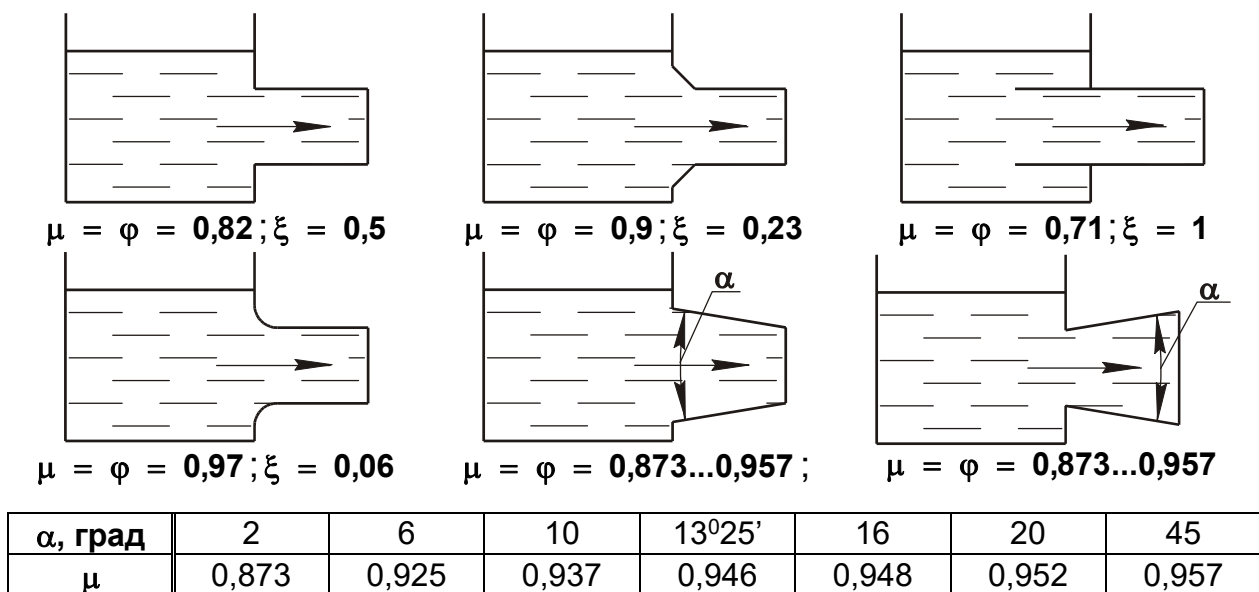 μ = φ = 0,82 ; ξ = 0,5
μ = φ = 0,9 ; ξ = 0,23
μ = φ = 0,71 ; ξ = 1
α
α
μ = φ = 0,97 ; ξ = 0,06
μ = φ = 0,873...0,957 ;
μ = φ = 0,873...0,957
α, град 2 6 10 13⁰25’ 16 20 45
μ 0,873 0,925 0,937 0,946 0,948 0,952 0,957